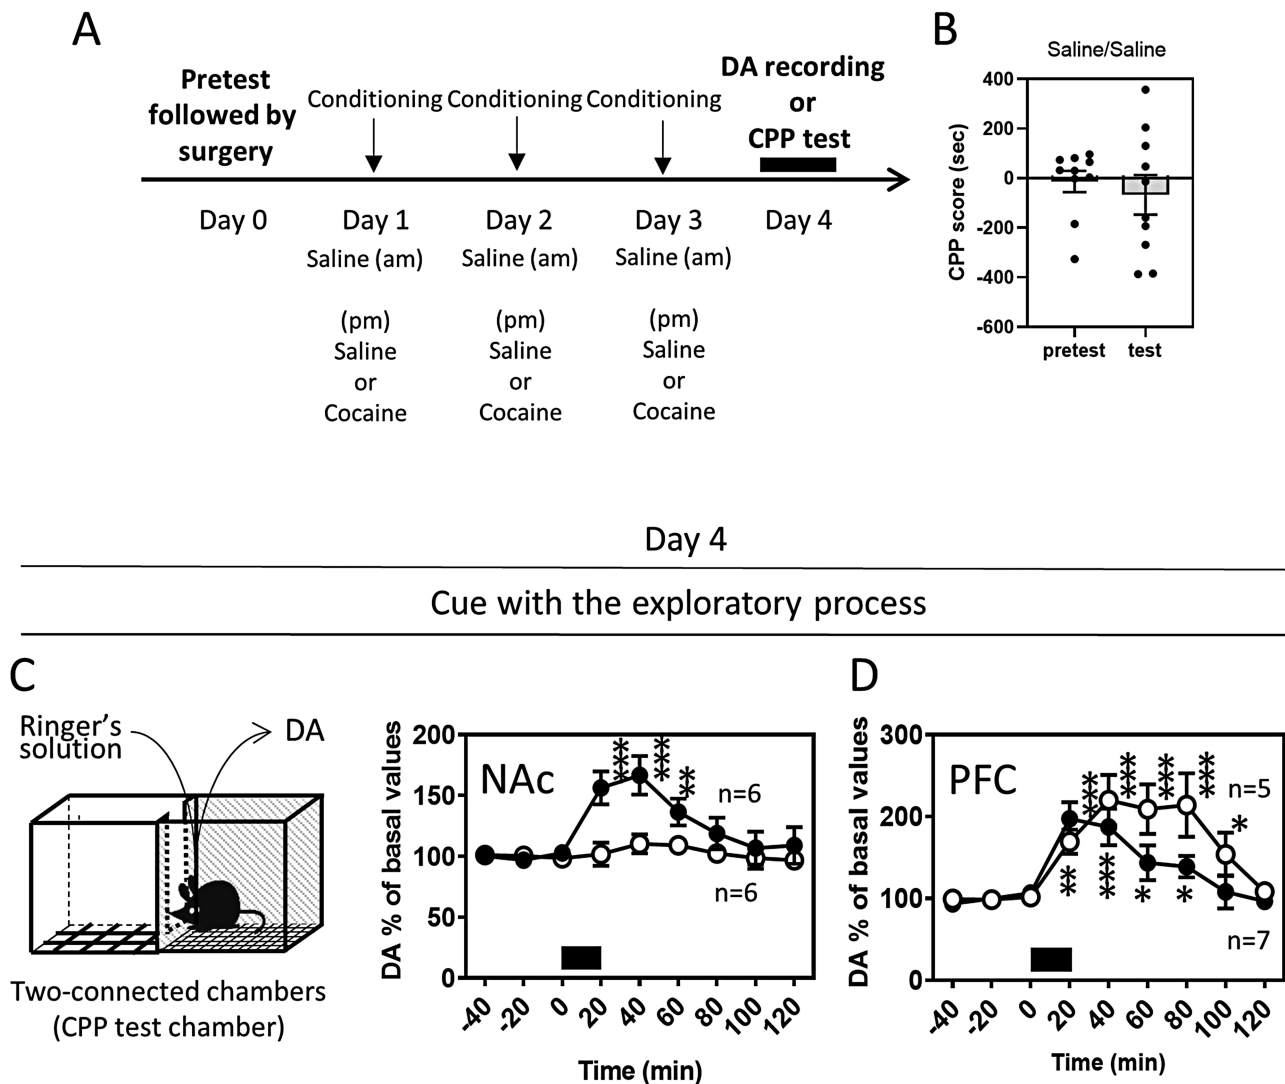 A
Pretest
followed by
surgery
Conditioning Conditioning Conditioning
DA recording
or
CPP test
Day 0
Day 1
Day 2
Day 3
Day 4
Saline (am)
Saline (am)
Saline (am)
(pm)
Saline
or
Cocaine
(pm)
Saline
or
Cocaine
(pm)
Saline
or
Cocaine
B
Saline/Saline
CPP score (sec)
400
200
0
-200
-400
-600
pretest
test
Day 4
Cue with the exploratory process
C
Ringer's
solution
DA
Two-connected chambers
(CPP test chamber)
DA % of basal values
200
150
100
50
0
NAc
***
***
**
n=6
n=6
-40
-20
0
20
40
60
80
100
120
Time (min)
D
DA % of basal values
300
200
100
0
PFC
***
***
***
***
*
n=5
**
***
*
*
n=7
-40
-20
0
20
40
60
80
100
120
Time (min)